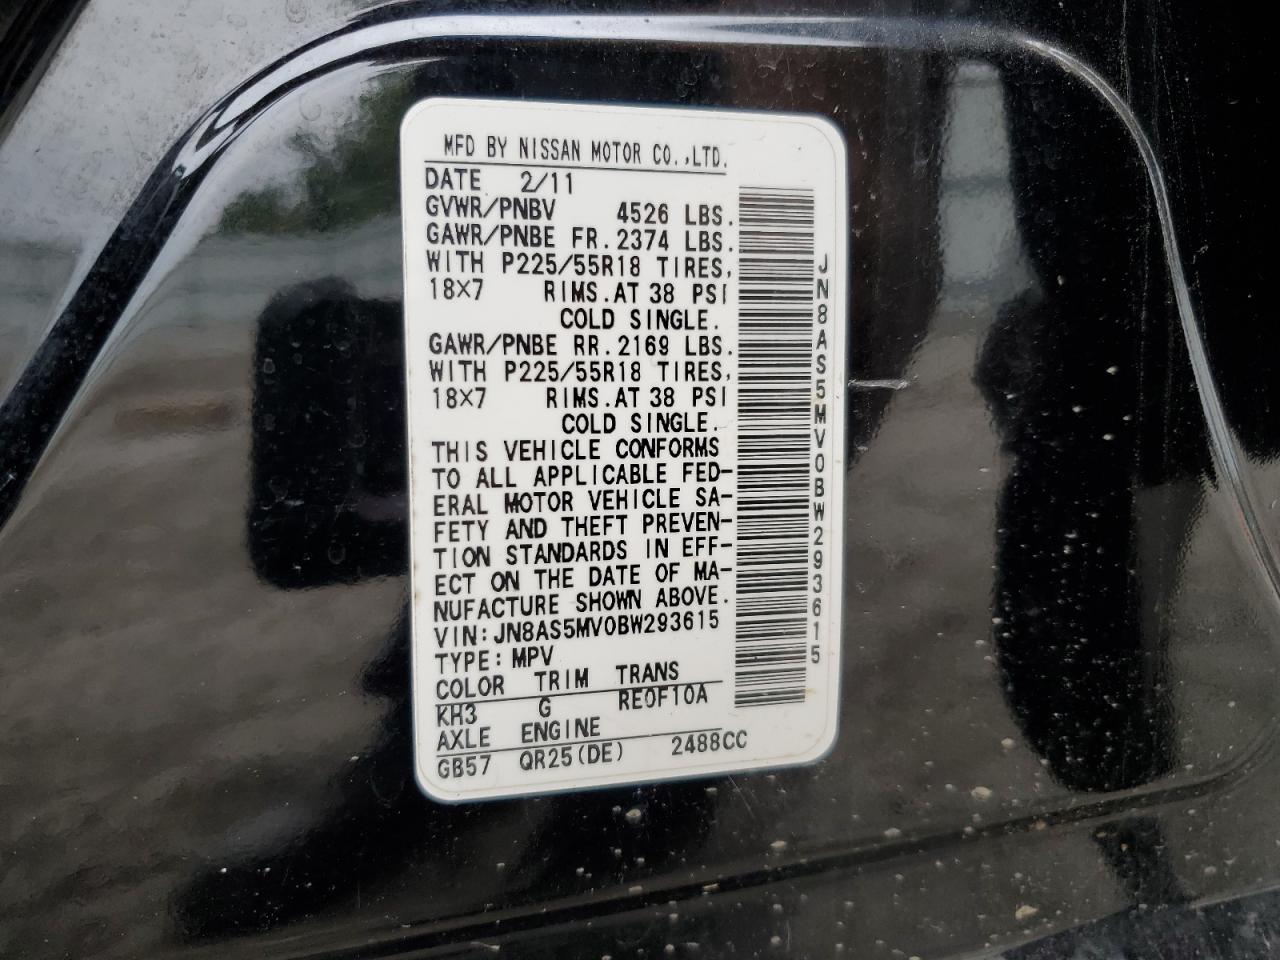 MFD BY NISSAN MOTOR CO.,LTD.
DATE 2/11
GVWR/PNBV 4526 LBS.
GAWR/PNBE FR.2374 LBS.
WITH P225/55R18 TIRES,
18X7 RIMS.AT 38 PSI
COLD SINGLE.
GAWR/PNBE RR.2169 LBS.
WITH P225/55R18 TIRES,
18X7 RIMS.AT 38 PSI
COLD SINGLE.
THIS VEHICLE CONFORMS
TO ALL APPLICABLE FED-
ERAL MOTOR VEHICLE SA-
FETY AND THEFT PREVEN-
TION STANDARDS IN EFF-
ECT ON THE DATE OF MA-
NUFACTURE SHOWN ABOVE.
VIN:JN8AS5MV0BW293615
TYPE:MPV
COLOR TRIM TRANS
KH3 G RE0F10A
AXLE ENGINE
GB57 QR25(DE) 2488CC
JN8AS5MV0BW293615